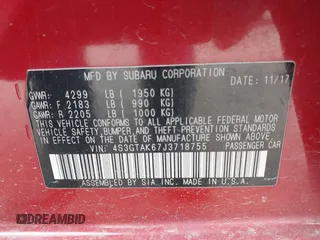 MFD. BY SUBARU CORPORATION
GVWR: 4299 LB ( 1950 KG) DATE: 11/17
GAWR: F 2183 LB ( 990 KG)
GAWR: R 2205 LB ( 1000 KG)
THIS VEHICLE CONFORMS TO ALL APPLICABLE FEDERAL MOTOR
VEHICLE SAFETY, BUMPER, AND THEFT PREVENTION STANDARDS
IN EFFECT ON THE DATE OF MANUFACTURE SHOWN ABOVE.
VIN: 4S3GTAK67J3718755 PASSENGER CAR
ASSEMBLED BY SIA, INC. MADE IN U.S.A.
DREAMBID